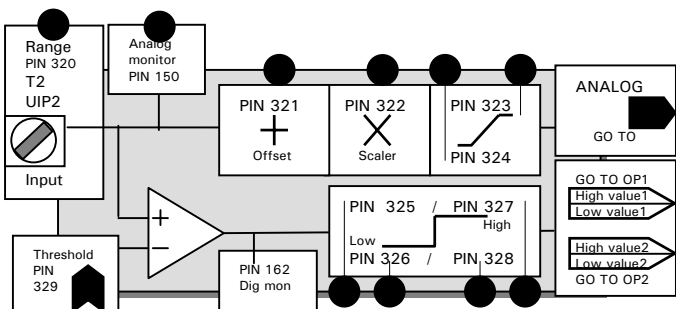 Range
PIN 320
T2
UIP2
Input
Analog
monitor
PIN 150
PIN 321
Offset
PIN 322
Scaler
PIN 323
PIN 324
ANALOG
GO TO
PIN 325 / PIN 327
High
Low
PIN 326 / PIN 328
GO TO OP1
High value1
Low value1
High value2
Low value2
GO TO OP2
Threshold
PIN
329
PIN 162
Dig mon